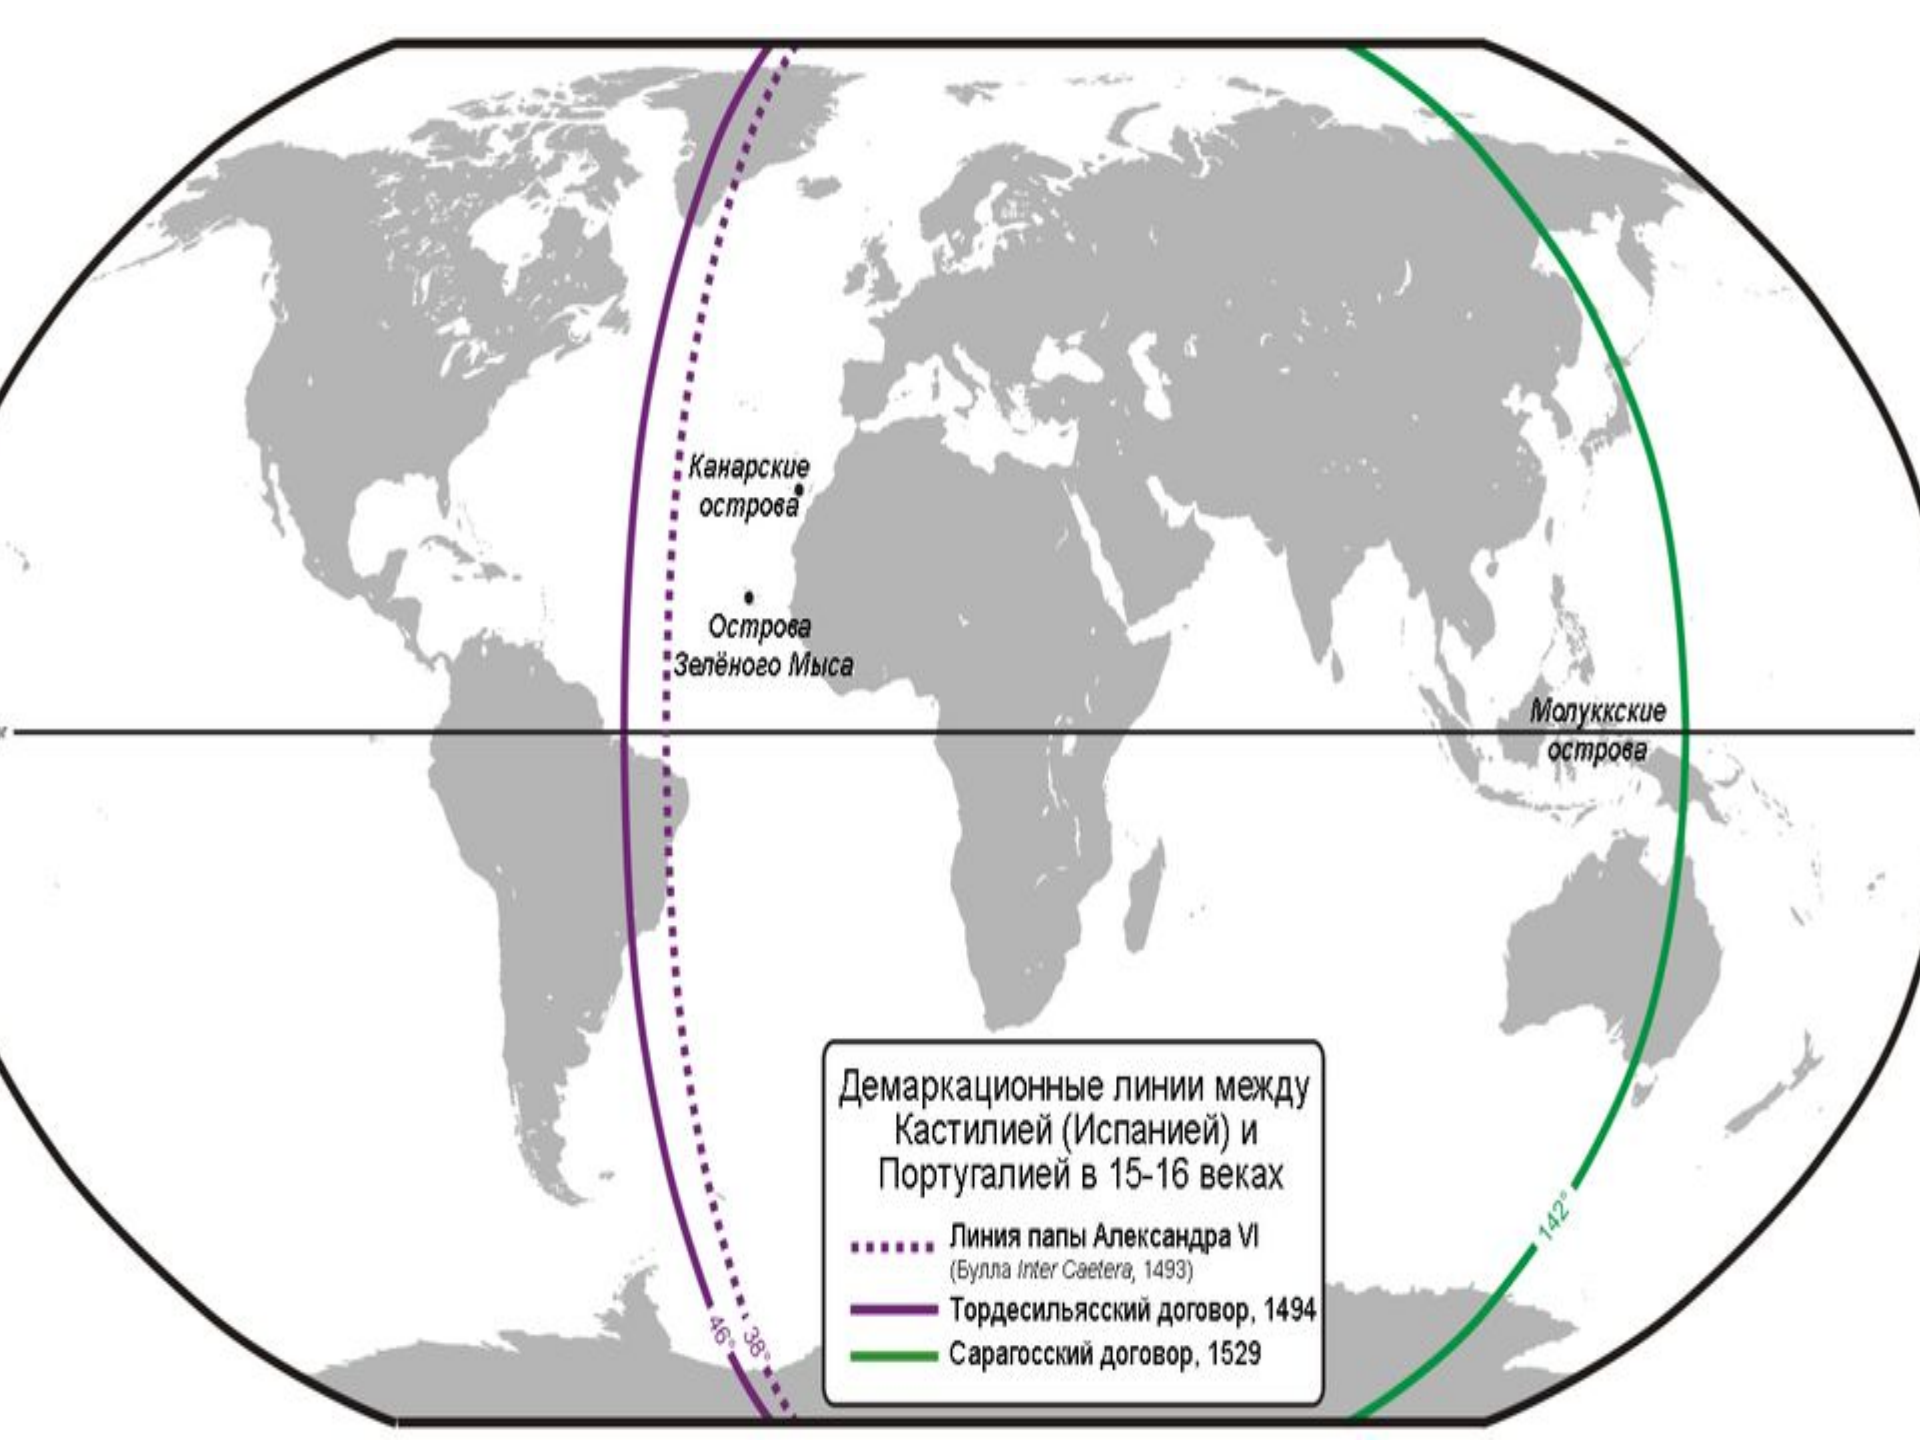 Канарские
острова
Острова
Зелёного Мыса
Молуккские
острова
Демаркационные линии между
Кастилией (Испанией) и
Португалией в 15-16 веках
Линия папы Александра VI
(Булла Inter Caetera, 1493)
Тордесильясский договор, 1494
Сарагосский договор, 1529
46°
38°
142°